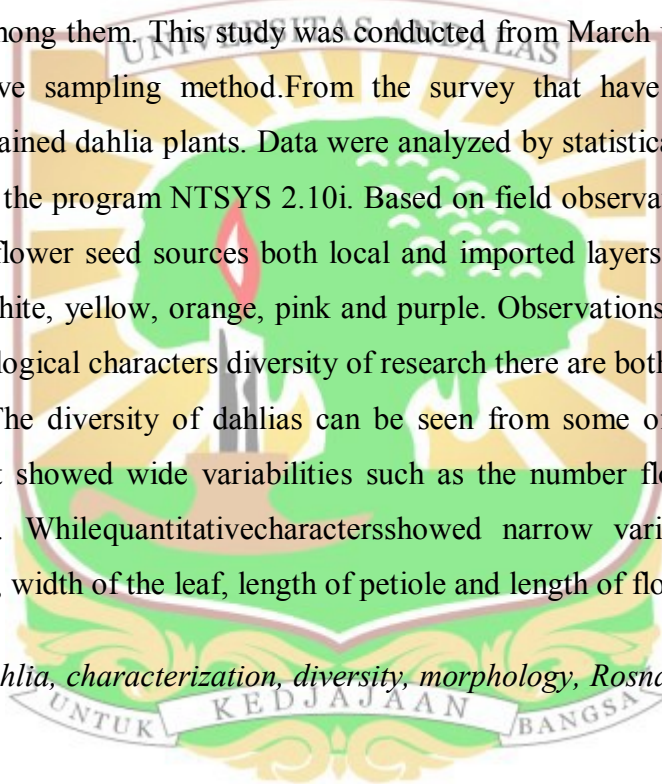 mong them. This study was conducted from March
UNIVERSITAS ANDALAS
ve sampling method.From the survey that have
ained dahlia plants. Data were analyzed by statistica
the program NTSYS 2.10i. Based on field observa
flower seed sources both local and imported layers
hite, yellow, orange, pink and purple. Observations
logical characters diversity of research there are both
The diversity of dahlias can be seen from some o
t showed wide variabilities such as the number flo
. Whilequantitativecharactersshowed narrow vari
, width of the leaf, length of petiole and length of flo
hlia, characterization, diversity, morphology, Rosna
UNTUK KEDJAJAAN BANGSA